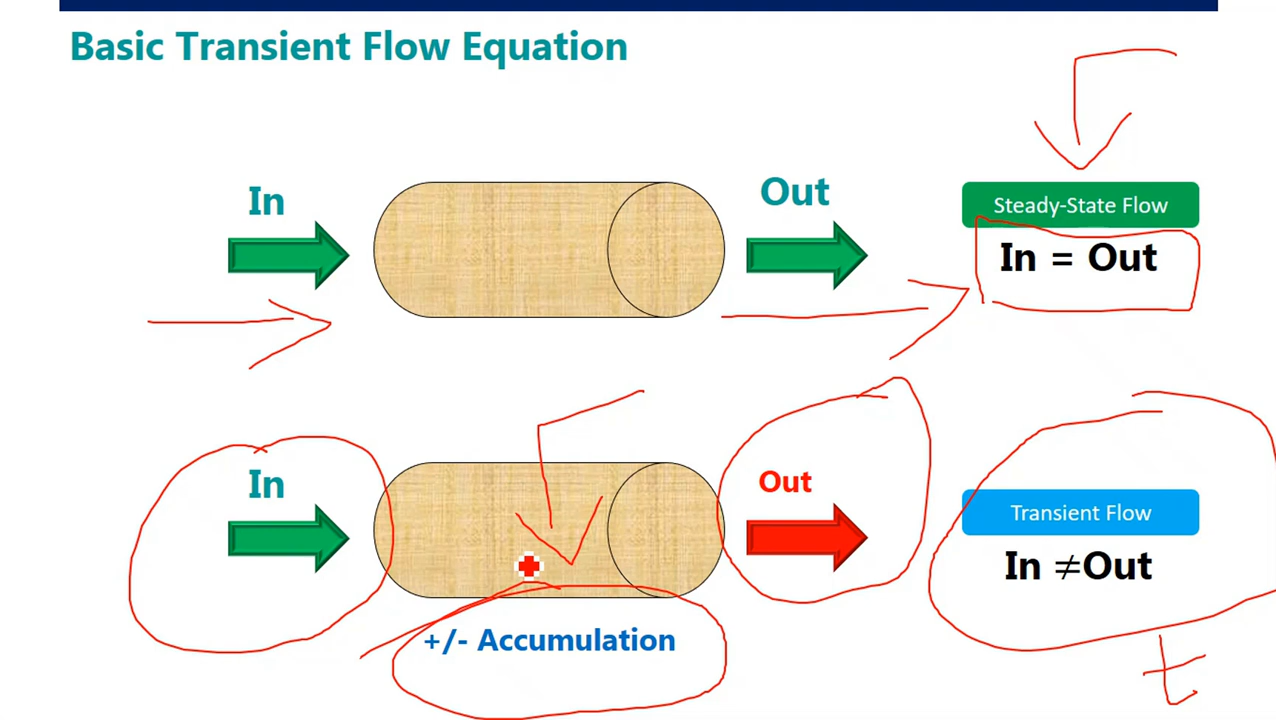 Basic Transient Flow Equation
In
Out
Steady-State Flow
In = Out
In
Out
Transient Flow
In ≠Out
+/- Accumulation
t